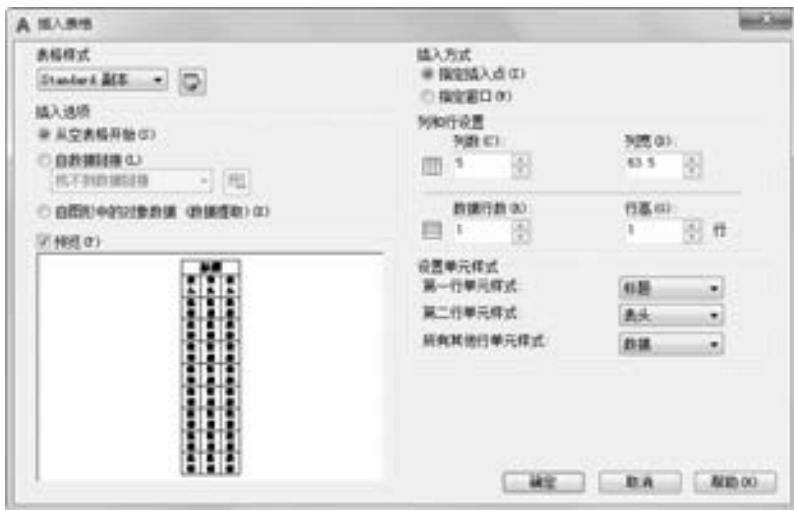 插入表格
表格样式
Standard 副本
插入选项
从空表格开始(S)
自数据链接(L)
找不到数据链接
自图形中的对象数据（数据提取）(X)
预览(P)
标题
插入方式
指定插入点(I)
指定窗口(W)
列和行设置
列数(C):
5
列宽(D):
63.5
数据行数(R):
1
行高(G):
1 行
设置单元样式
第一行单元样式:
标题
第二行单元样式:
表头
所有其他行单元样式:
数据
确定
取消
帮助(H)